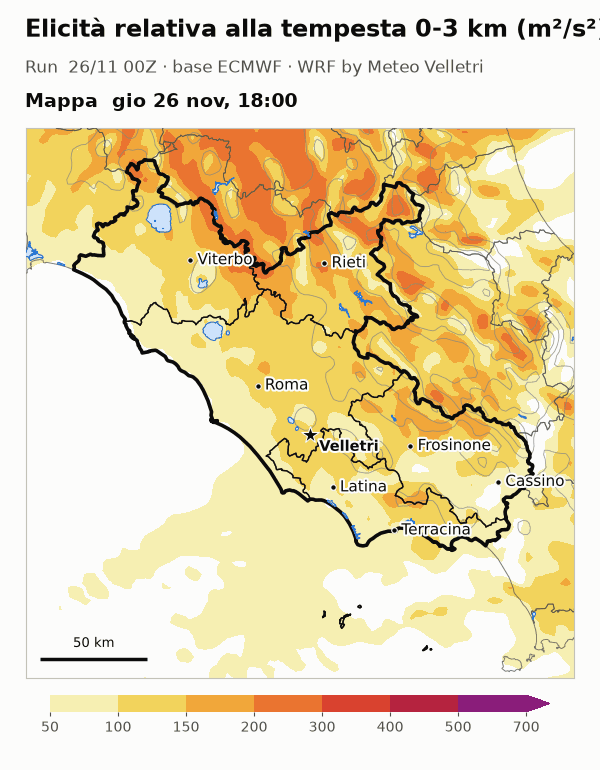 Elicità relativa alla tempesta 0-3 km (m²/s²)
Run 26/11 00Z · base ECMWF · WRF by Meteo Velletri
Mappa gio 26 nov, 18:00
Viterbo
Rieti
Roma
Velletri
Frosinone
Cassino
Latina
Terracina
50 km
50 100 150 200 300 400 500 700